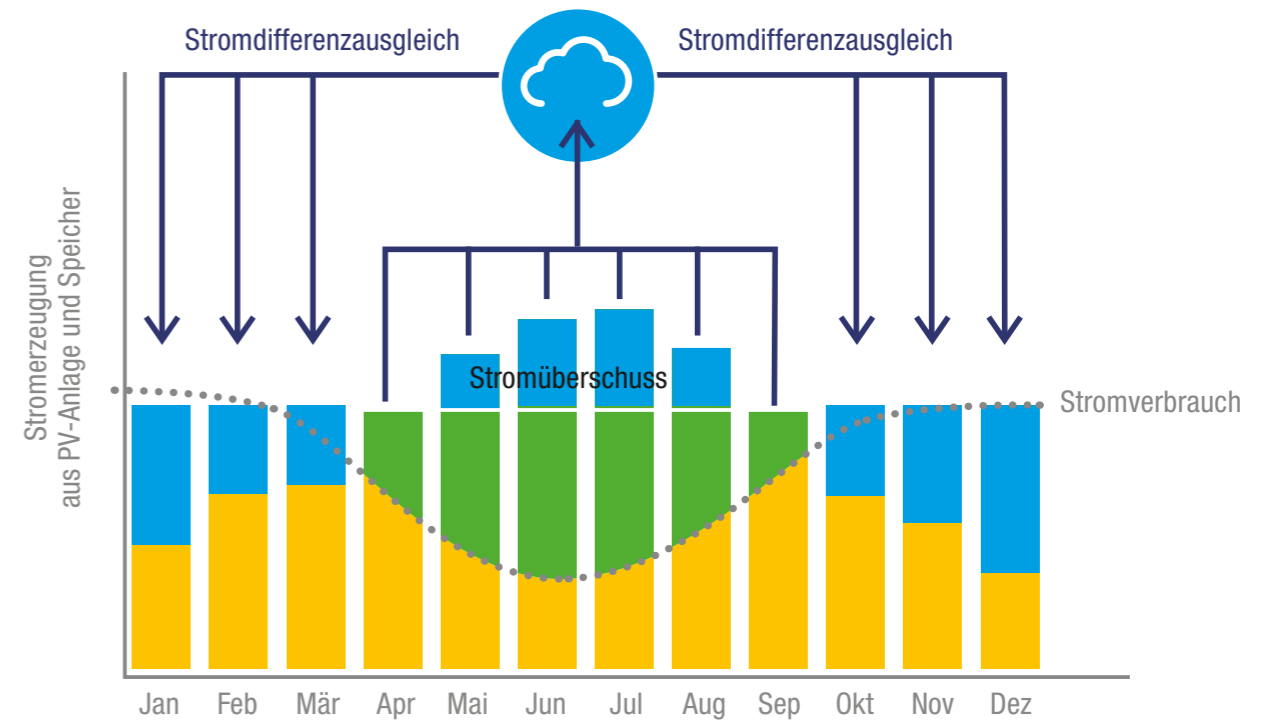 Stromdifferenzausgleich
Stromdifferenzausgleich
Stromerzeugung
aus PV-Anlage und Speicher
Stromüberschuss
Stromverbrauch
Jan Feb Mär Apr Mai Jun Jul Aug Sep Okt Nov Dez